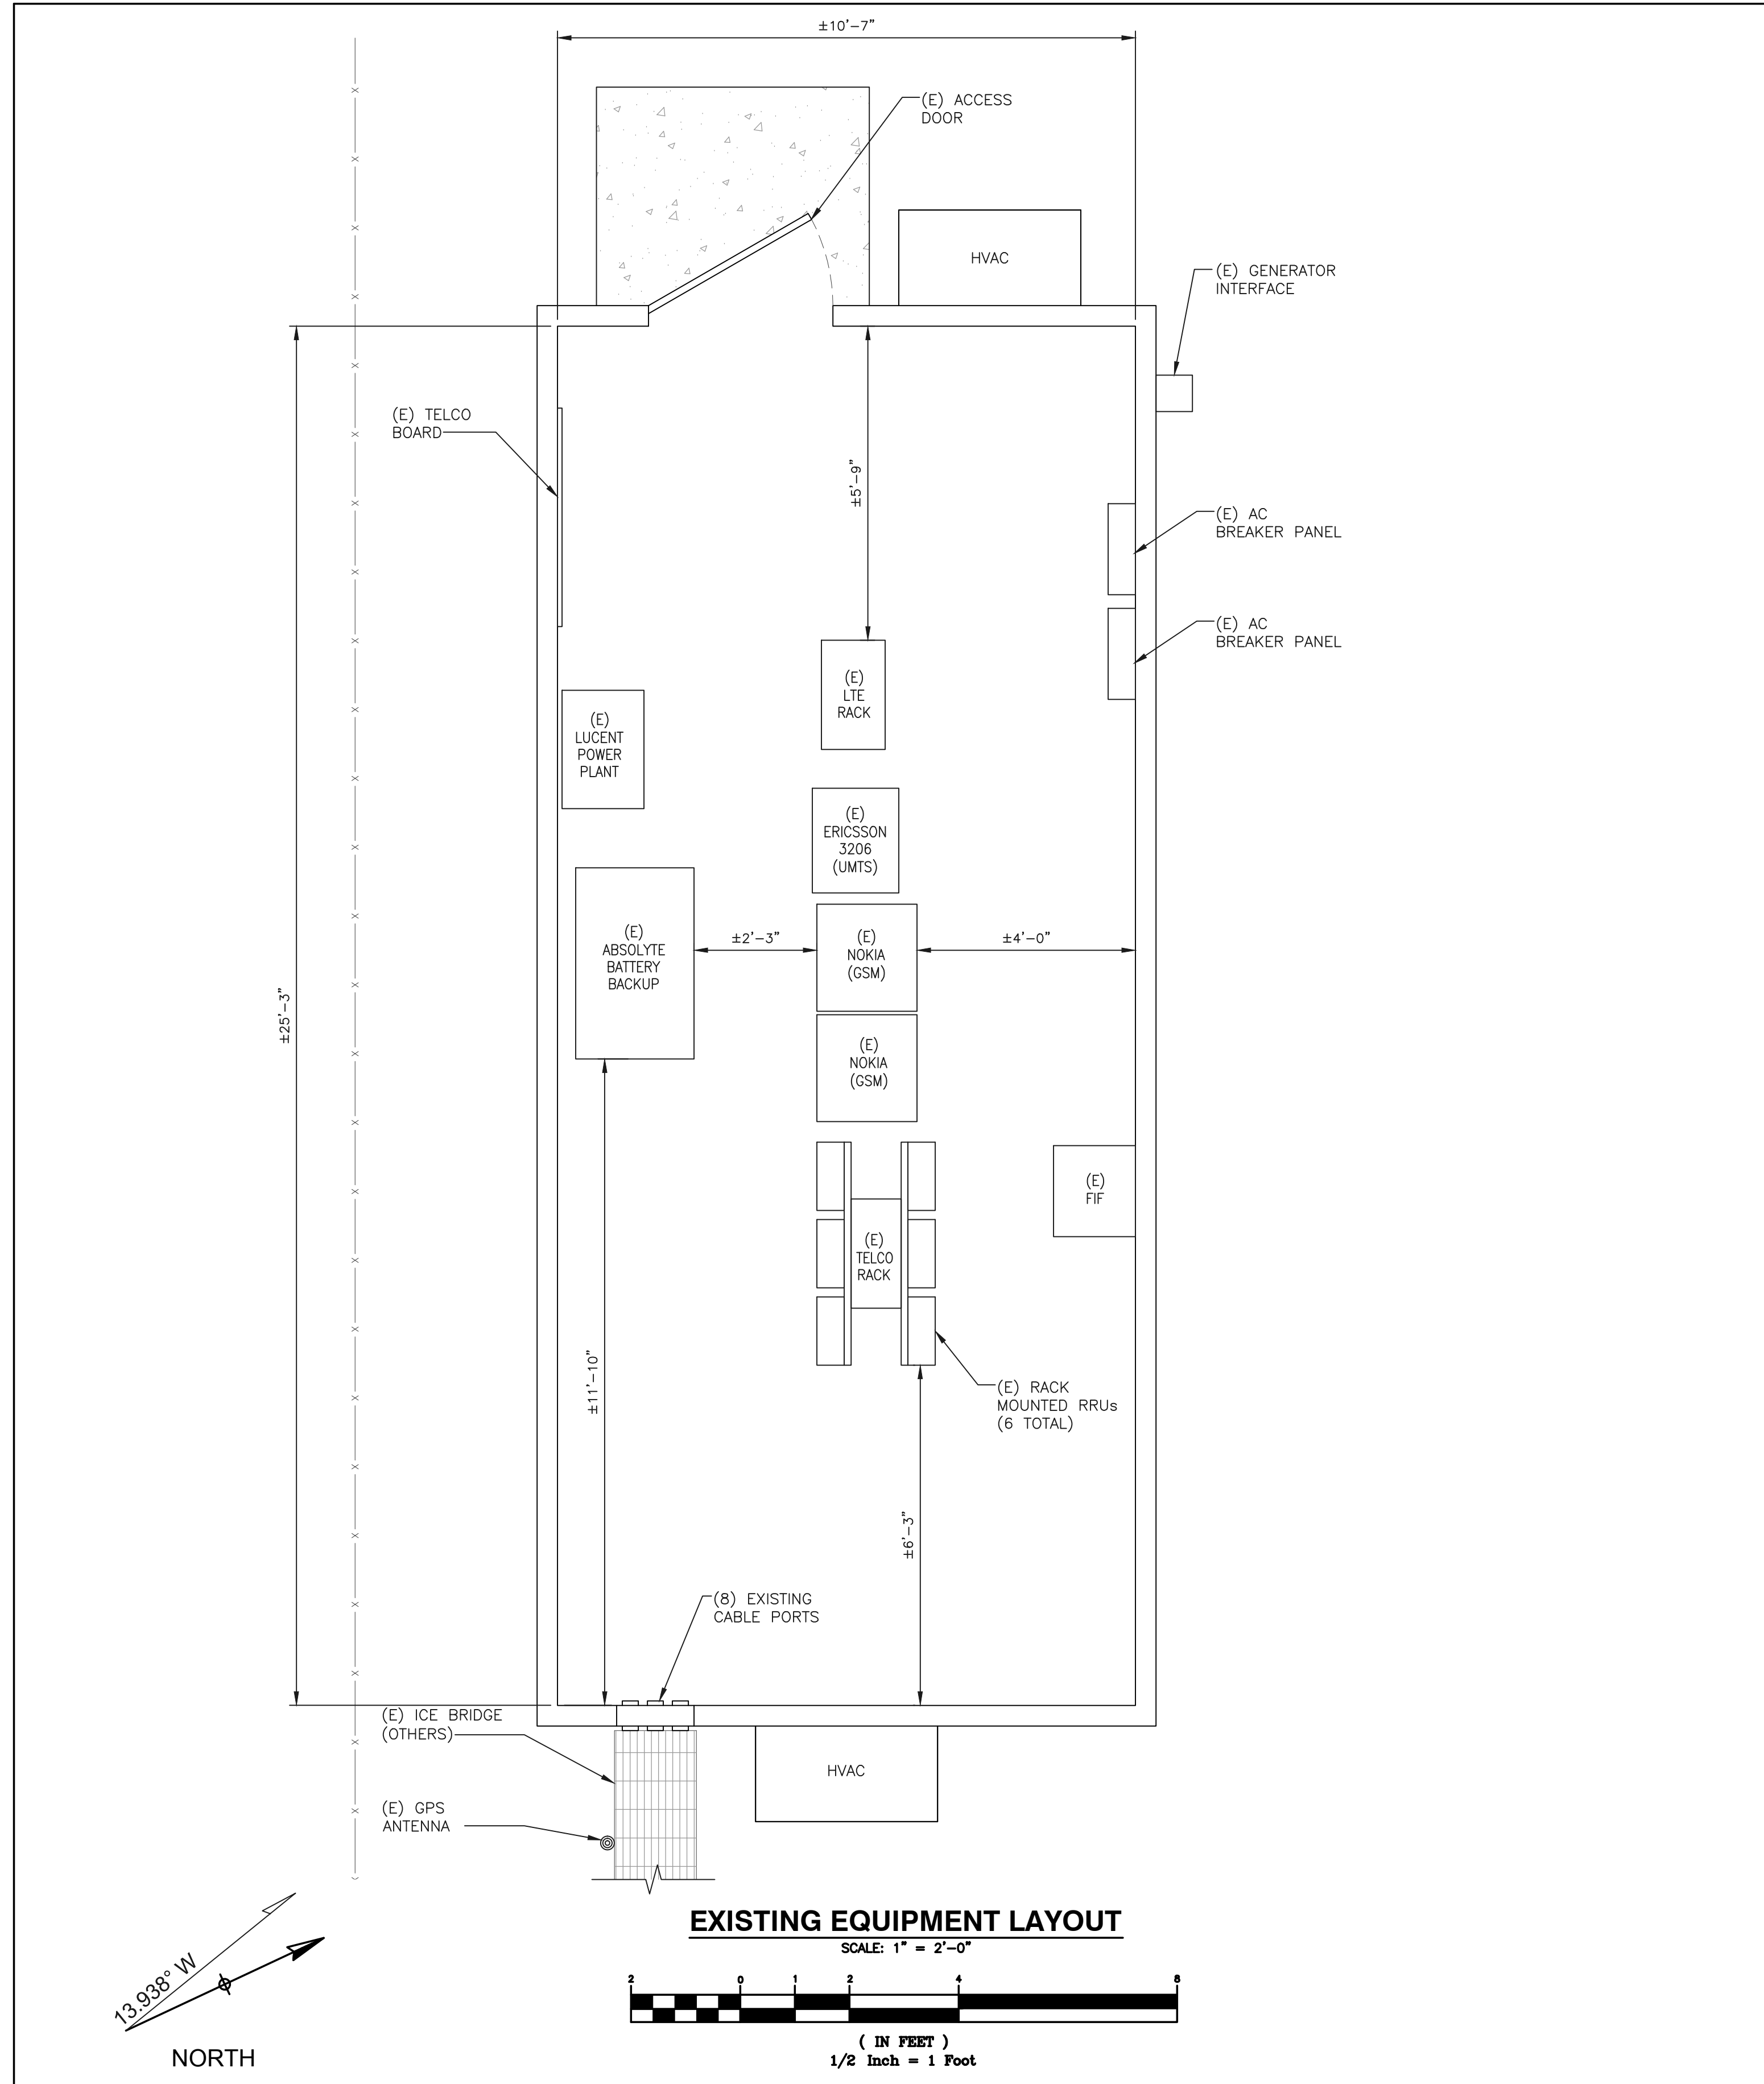 ±10'-7"
(E) ACCESS
DOOR
HVAC
(E) GENERATOR
INTERFACE
(E) TELCO
BOARD
±5'-9"
(E) AC
BREAKER PANEL
(E) AC
BREAKER PANEL
(E)
LTE
RACK
(E)
LUCENT
POWER
PLANT
(E)
ERICSSON
3206
(UMTS)
(E)
ABSOLYTE
BATTERY
BACKUP
±2'-3"
(E)
NOKIA
(GSM)
±4'-0"
±25'-3"
(E)
NOKIA
(GSM)
(E)
FIF
(E)
TELCO
RACK
±11'-10"
(E) RACK
MOUNTED RRUs
(6 TOTAL)
±6'-3"
(8) EXISTING
CABLE PORTS
(E) ICE BRIDGE
(OTHERS)
HVAC
(E) GPS
ANTENNA
EXISTING EQUIPMENT LAYOUT
SCALE: 1" = 2'-0"
13.938° W
NORTH
2 0 1 2 4 8
( IN FEET )
1/2 Inch = 1 Foot